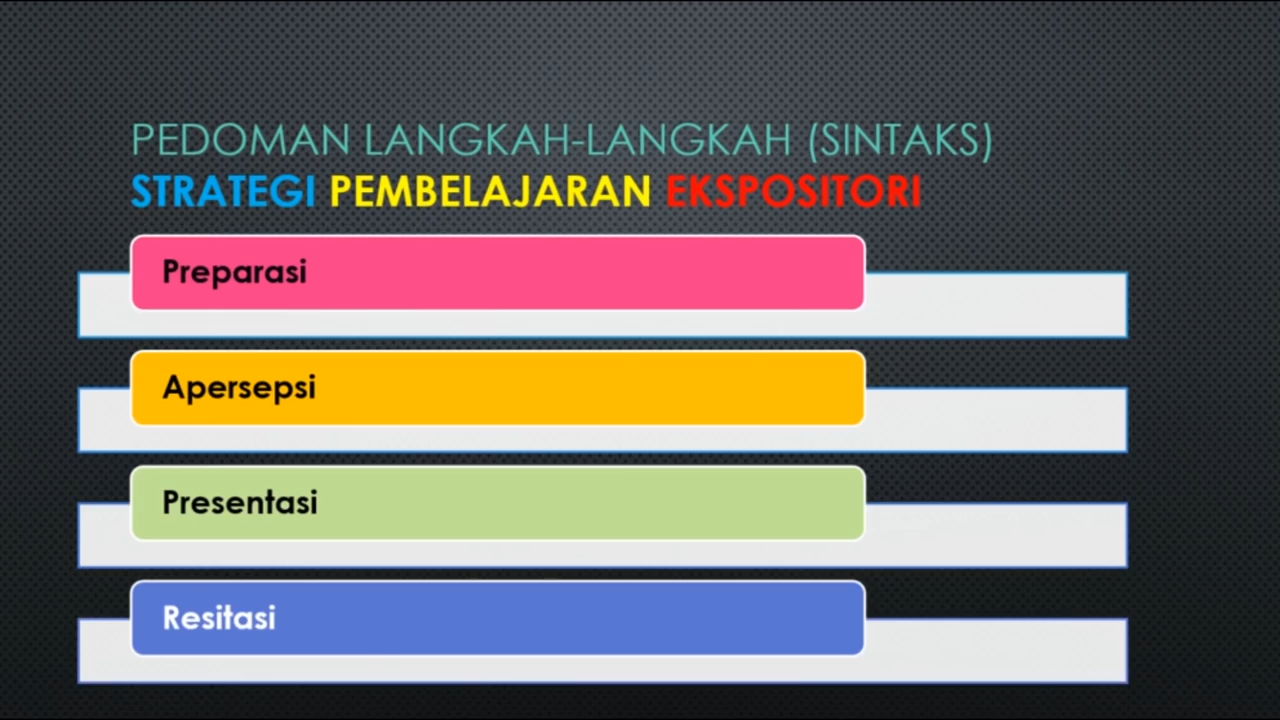 PEDOMAN LANGKAH-LANGKAH (SINTAKS)
STRATEGI PEMBELAJARAN EKSPOSITORI
Preparasi
Apersepsi
Presentasi
Resitasi